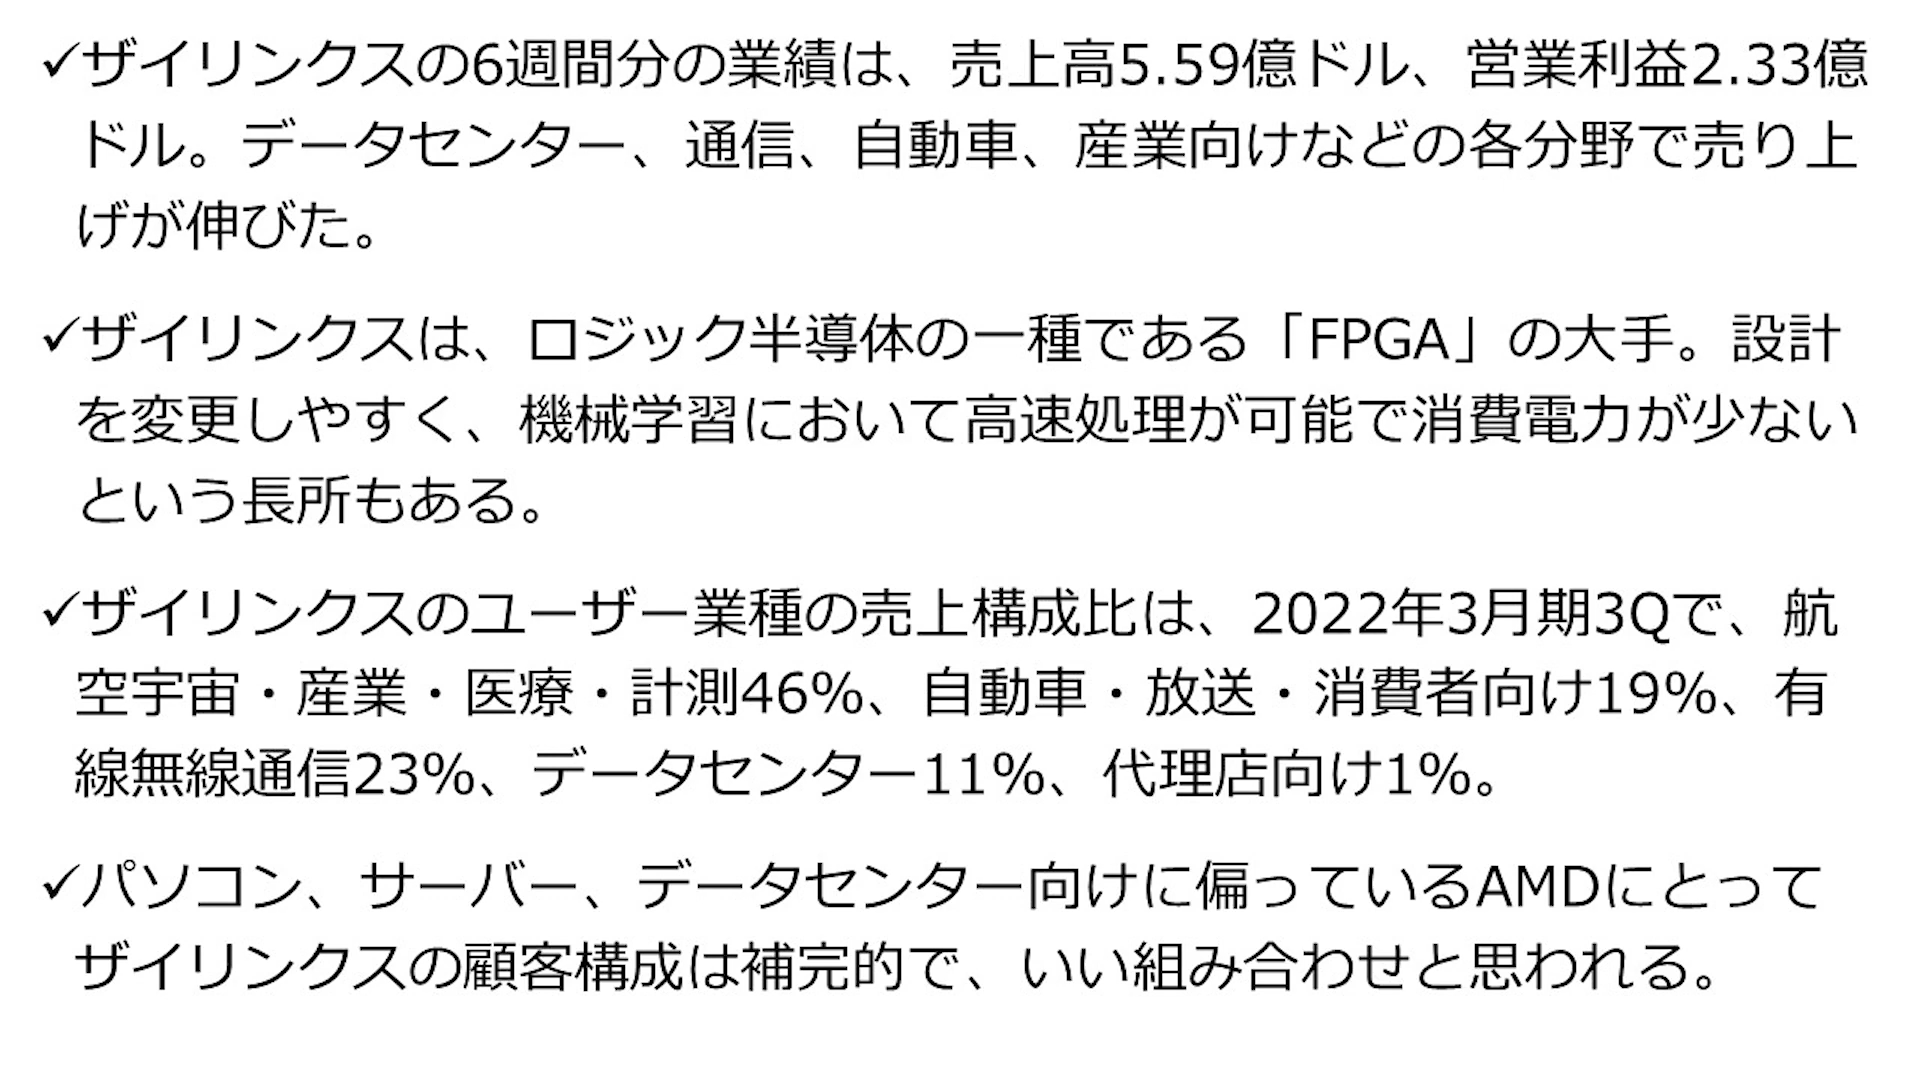 ✓ザイリンクスの6週間分の業績は、売上高5.59億ドル、営業利益2.33億
ドル。データセンター、通信、自動車、産業向けなどの各分野で売り上
げが伸びた。
✓ザイリンクスは、ロジック半導体の一種である「FPGA」の大手。設計
を変更しやすく、機械学習において高速処理が可能で消費電力が少ない
という長所もある。
✓ザイリンクスのユーザー業種の売上構成比は、2022年3月期3Qで、航
空宇宙・産業・医療・計測46%、自動車・放送・消費者向け19%、有
線無線通信23%、データセンター11%、代理店向け1%。
✓パソコン、サーバー、データセンター向けに偏っているAMDにとって
ザイリンクスの顧客構成は補完的で、いい組み合わせと思われる。